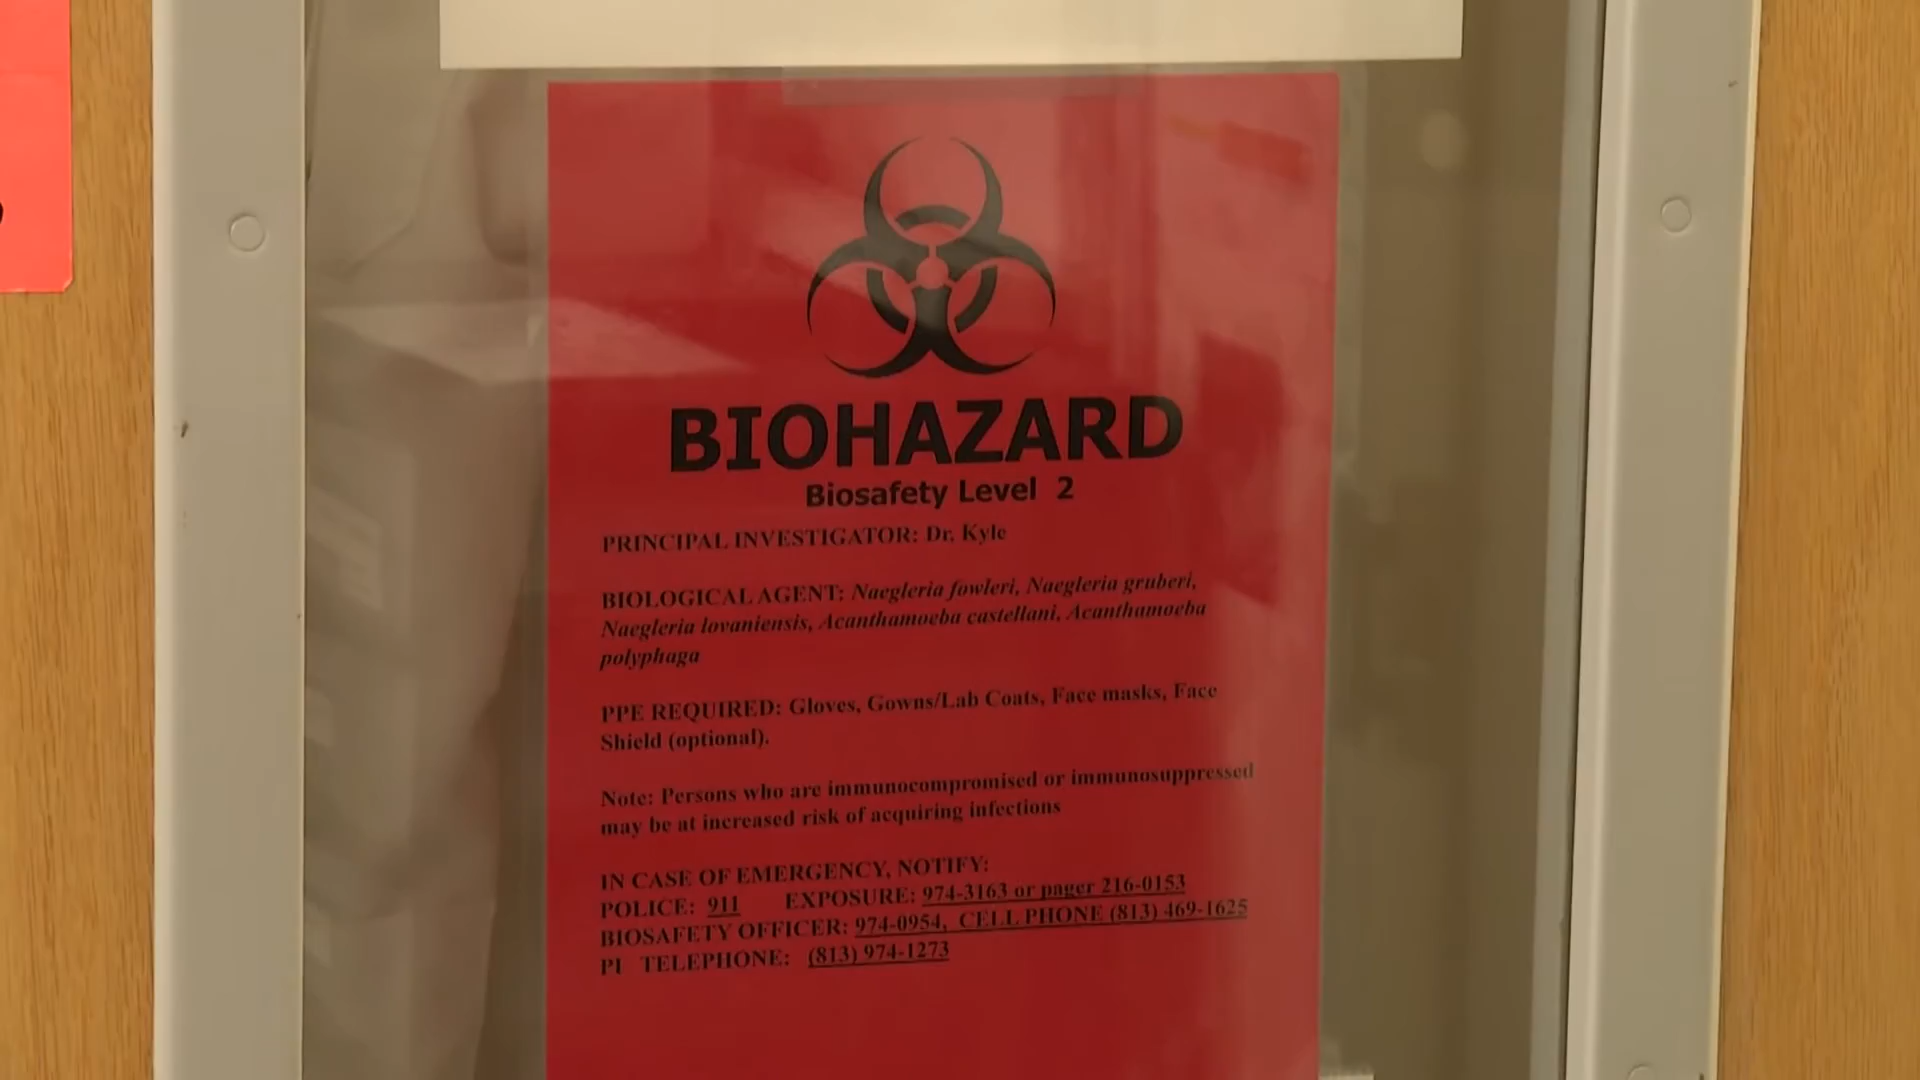 BIOHAZARD
Biosafety Level 2
PRINCIPAL INVESTIGATOR: Dr. Kyle
BIOLOGICAL AGENT: Naegleria fowleri, Naegleria gruberi,
Naegleria lovaniensis, Acanthamoeba castellani, Acanthamoeba
polyphaga
PPE REQUIRED: Gloves, Gowns/Lab Coats, Face masks, Face
Shield (optional).
Note: Persons who are immunocompromised or immunosuppressed
may be at increased risk of acquiring infections
IN CASE OF EMERGENCY, NOTIFY:
POLICE: 911 EXPOSURE: 974-3163 or pager 216-0153
BIOSAFETY OFFICER: 974-0954, CELL PHONE (813) 469-1625
PI TELEPHONE: (813) 974-1273